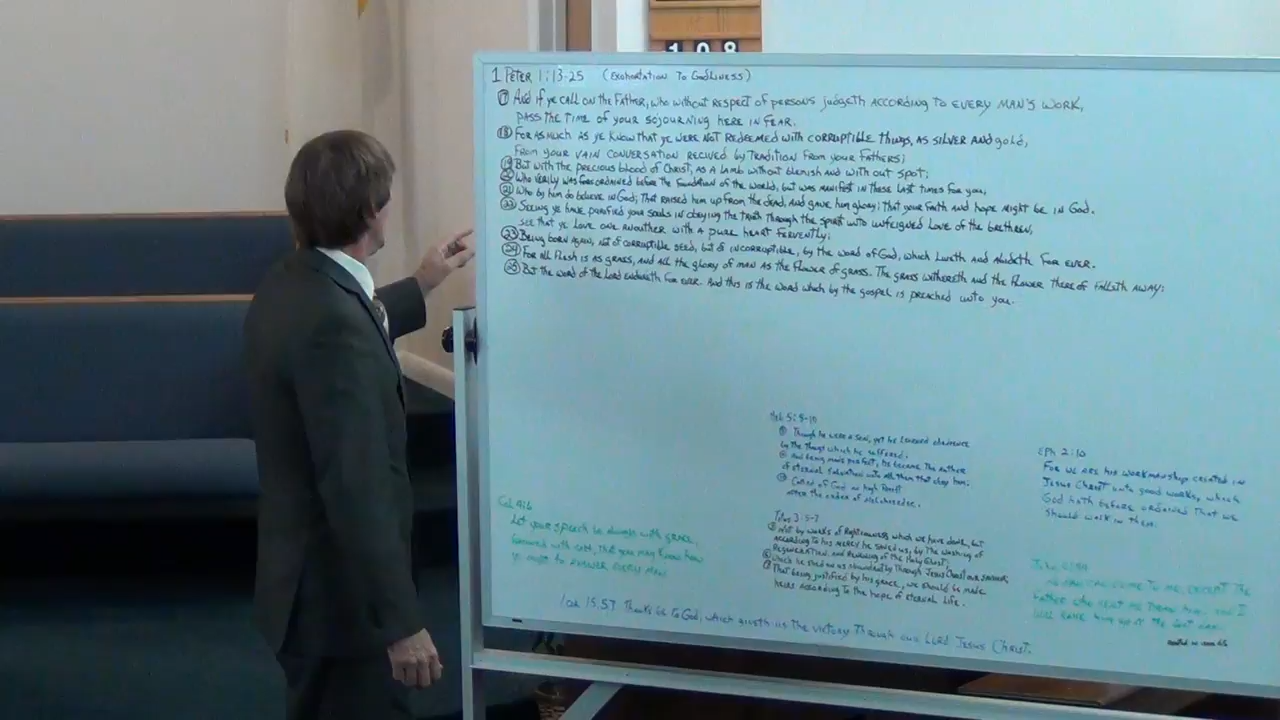 108
1 Peter 1:13-25 (Exohortation To Godliness)
17 And if ye call on the Father, who without respect of persons judgeth according to every man's work,
pass the time of your sojourning here in fear.
18 For as much as ye know that ye were not redeemed with corruptible things, as silver and gold,
from your vain conversation recived by tradition from your Fathers;
19 But with the precious blood of Christ, as a lamb without blemish and with out spot;
20 Who verily was fore ordained before the foundation of the world, but was manifest in these last times for you,
21 Who by him do believe in God; that raised him up from the dead, and gave him glory; that your faith and hope might be in God.
22 Seeing ye have purified your souls in obeying the truth through the spirit unto unfeigned love of the brethren,
see that ye love one anouther with a pure heart fervently;
23 Being born again, not of corruptible seed, but of incorruptible, by the word of God, which liveth and abideth for ever.
24 For all flesh is as grass, and all the glory of man as the flower of grass. The grass withereth and the flower there of falleth away:
25 But the word of the Lord endureth for ever. And this is the word which by the gospel is preached unto you.
Heb 5:8-10
8 Though he were a son, yet he learned obedience
by the things which he suffered.
9 And being made perfect, he became the author
of eternal salvation unto all them that obey him;
10 Called of God an high Priest
after the order of
Eph 2:10
For we are his workmanship created in
Jesus Christ unto good works, which
God hath before ordained that we
should walk in them.
Col 4:6
Let your speech be always with grace,
seasoned with salt, that you may know how
ye ought to answer every man
Titus 3:5-7
5 Not by works of Righteousness which we have done, but
according to his mercy he saved us, by the washing of
Regeneration, and renewing of the Holy Ghost;
6 Which he shed on us abundantly through Jesus Christ our saviour
7 That being justified by his grace, we should be made
heirs according to the hope of eternal life.
No man can come to me, except the
Father who sent me draw him, and I
will raise him up at the last day.
1 Cor 15:57 Thanks be to God, which giveth us the victory through our Lord Jesus Christ.